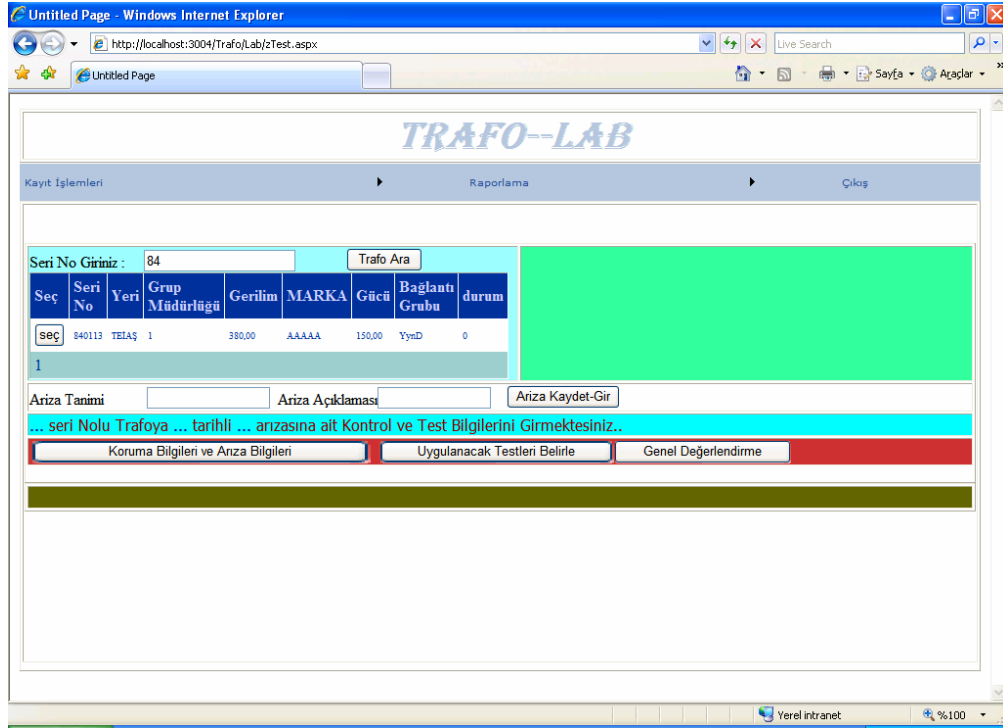 Untitled Page - Windows Internet Explorer
http://localhost:3004/Trafo/Lab/zTest.aspx
Live Search
Untitled Page
Sayfa
Araçlar
»
TRAFO--LAB
Kayıt İşlemleri
Raporlama
Çıkış
Seri No Giriniz :
84
Trafo Ara
Seç Seri No Yeri Grup Müdürlüğü Gerilim MARKA Gücü Bağlantı Grubu durum
seç 840113 TEİAŞ 1 380,00 AAAAA 150,00 YynD 0
1
Ariza Tanimi
Ariza Açıklaması
Ariza Kaydet-Gir
... seri Nolu Trafoya ... tarihli ... arızasına ait Kontrol ve Test Bilgilerini Girmektesiniz..
Koruma Bilgileri ve Arıza Bilgileri
Uygulanacak Testleri Belirle
Genel Değerlendirme
Yerel intranet
%100